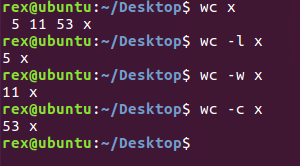 rex@ubuntu:~/Desktop$ wc x
 5 11 53 x
rex@ubuntu:~/Desktop$ wc -l x
5 x
rex@ubuntu:~/Desktop$ wc -w x
11 x
rex@ubuntu:~/Desktop$ wc -c x
53 x
rex@ubuntu:~/Desktop$